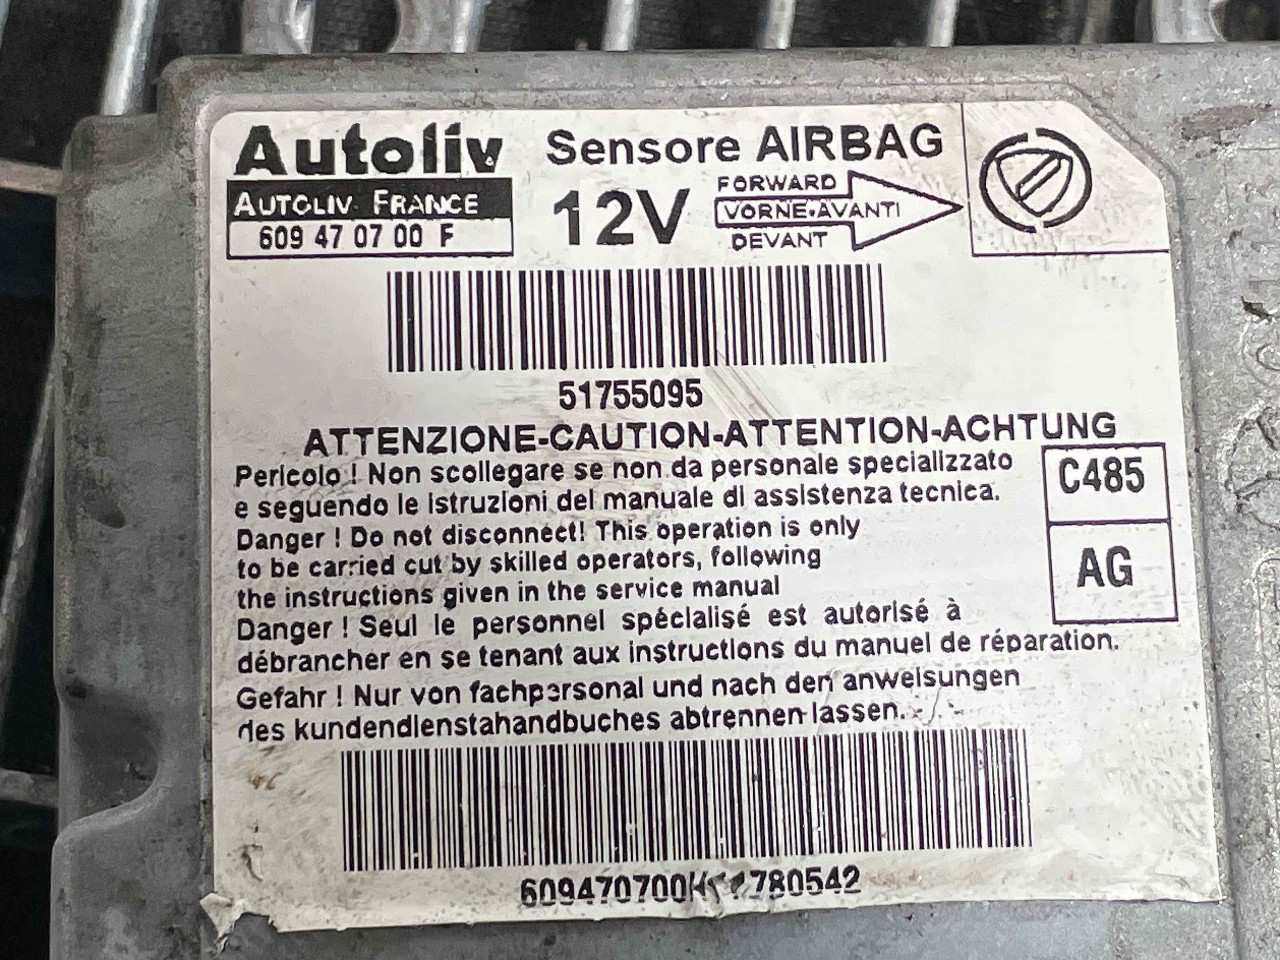 Autoliv
AUTOLIV FRANCE
609 47 07 00 F
Sensore AIRBAG
12V
FORWARD
VORNE•AVANTI
DEVANT
51755095
ATTENZIONE-CAUTION-ATTENTION-ACHTUNG
Pericolo ! Non scollegare se non da personale specializzato
e seguendo le istruzioni del manuale di assistenza tecnica.
Danger ! Do not disconnect! This operation is only
to be carried out by skilled operators, following
the instructions given in the service manual
Danger ! Seul le personnel spécialisé est autorisé à
débrancher en se tenant aux instructions du manuel de réparation.
Gefahr ! Nur von fachpersonal und nach den anweisungen
des kundendienstahandbuches abtrennen lassen.
C485
AG